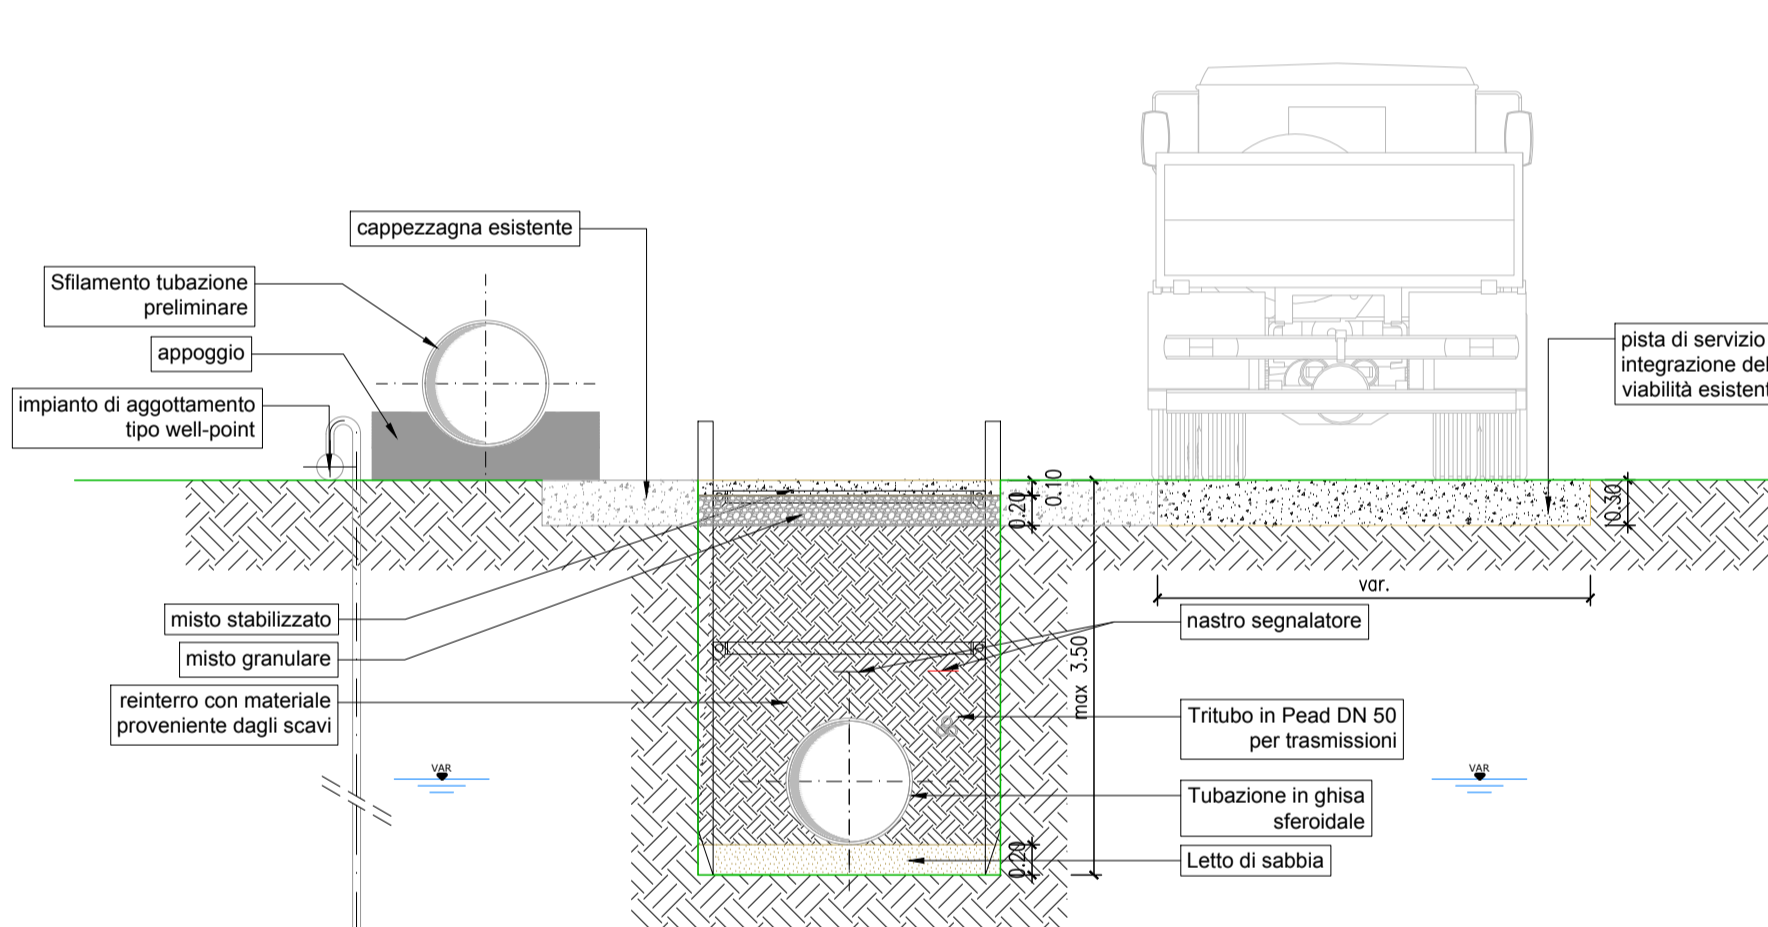 cappezzagna esistente
Sfilamento tubazione
preliminare
appoggio
impianto di aggottamento
tipo well-point
pista di servizio
integrazione del
viabilità esistent
0.10
0.20
0.30
var.
misto stabilizzato
misto granulare
reinterro con materiale
proveniente dagli scavi
nastro segnalatore
max 3.50
Tritubo in Pead DN 50
per trasmissioni
VAR
VAR
Tubazione in ghisa
sferoidale
Letto di sabbia
0.20